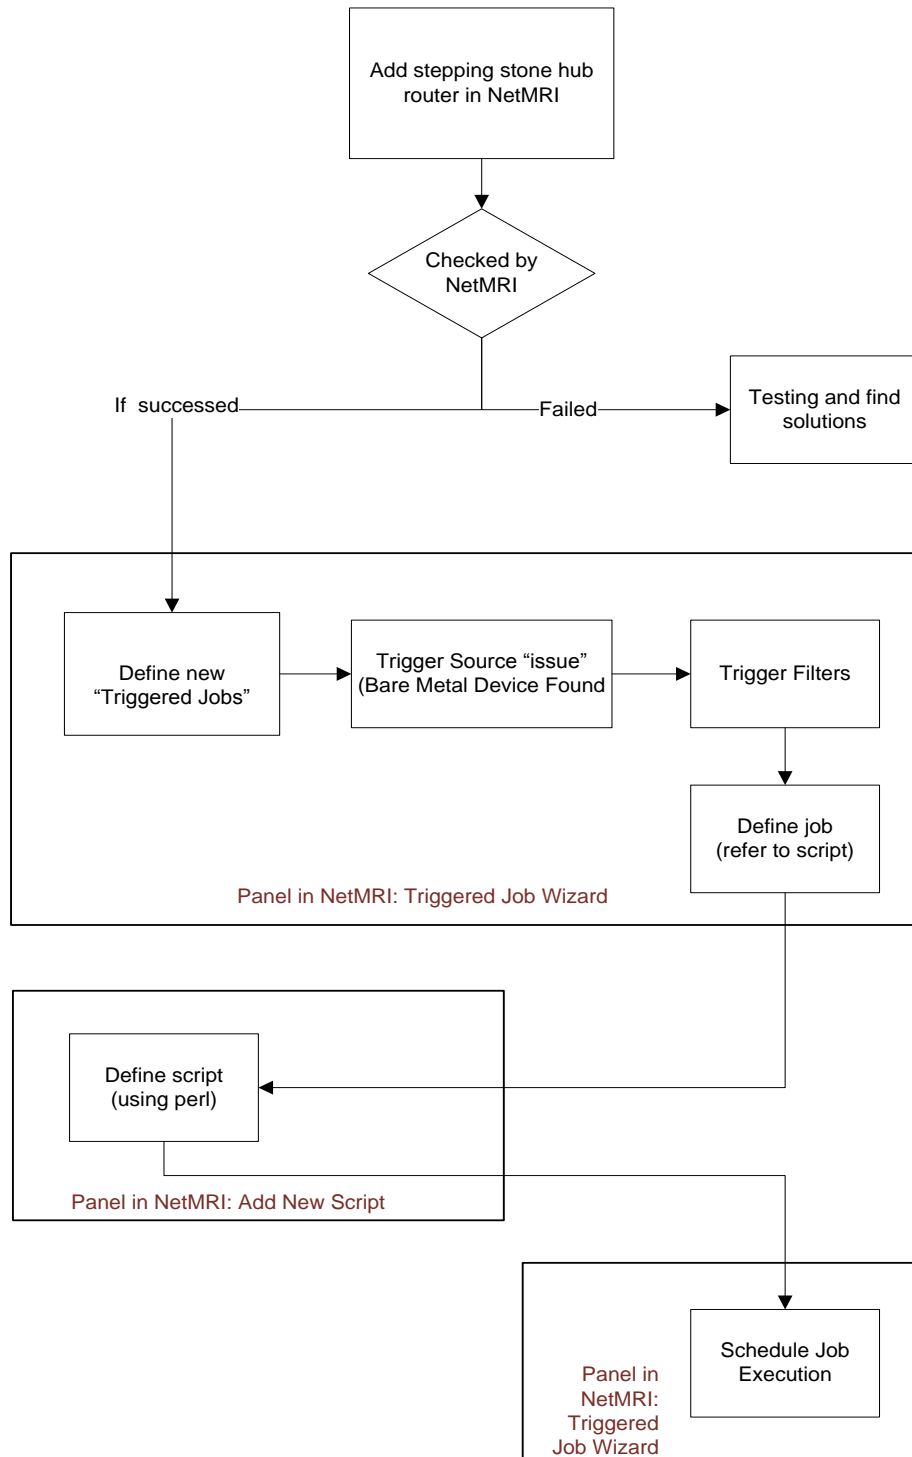 Add stepping stone hub
router in NetMRI
Checked by
NetMRI
If  successed
Failed
Testing and find
solutions
Define new
“Triggered Jobs”
Trigger Source “issue”
(Bare Metal Device Found
Trigger Filters
Define job
(refer to script)
Panel in NetMRI: Triggered Job Wizard
Define script
(using perl)
Panel in NetMRI: Add New Script
Schedule Job
Execution
Panel in
NetMRI:
Triggered
Job Wizard